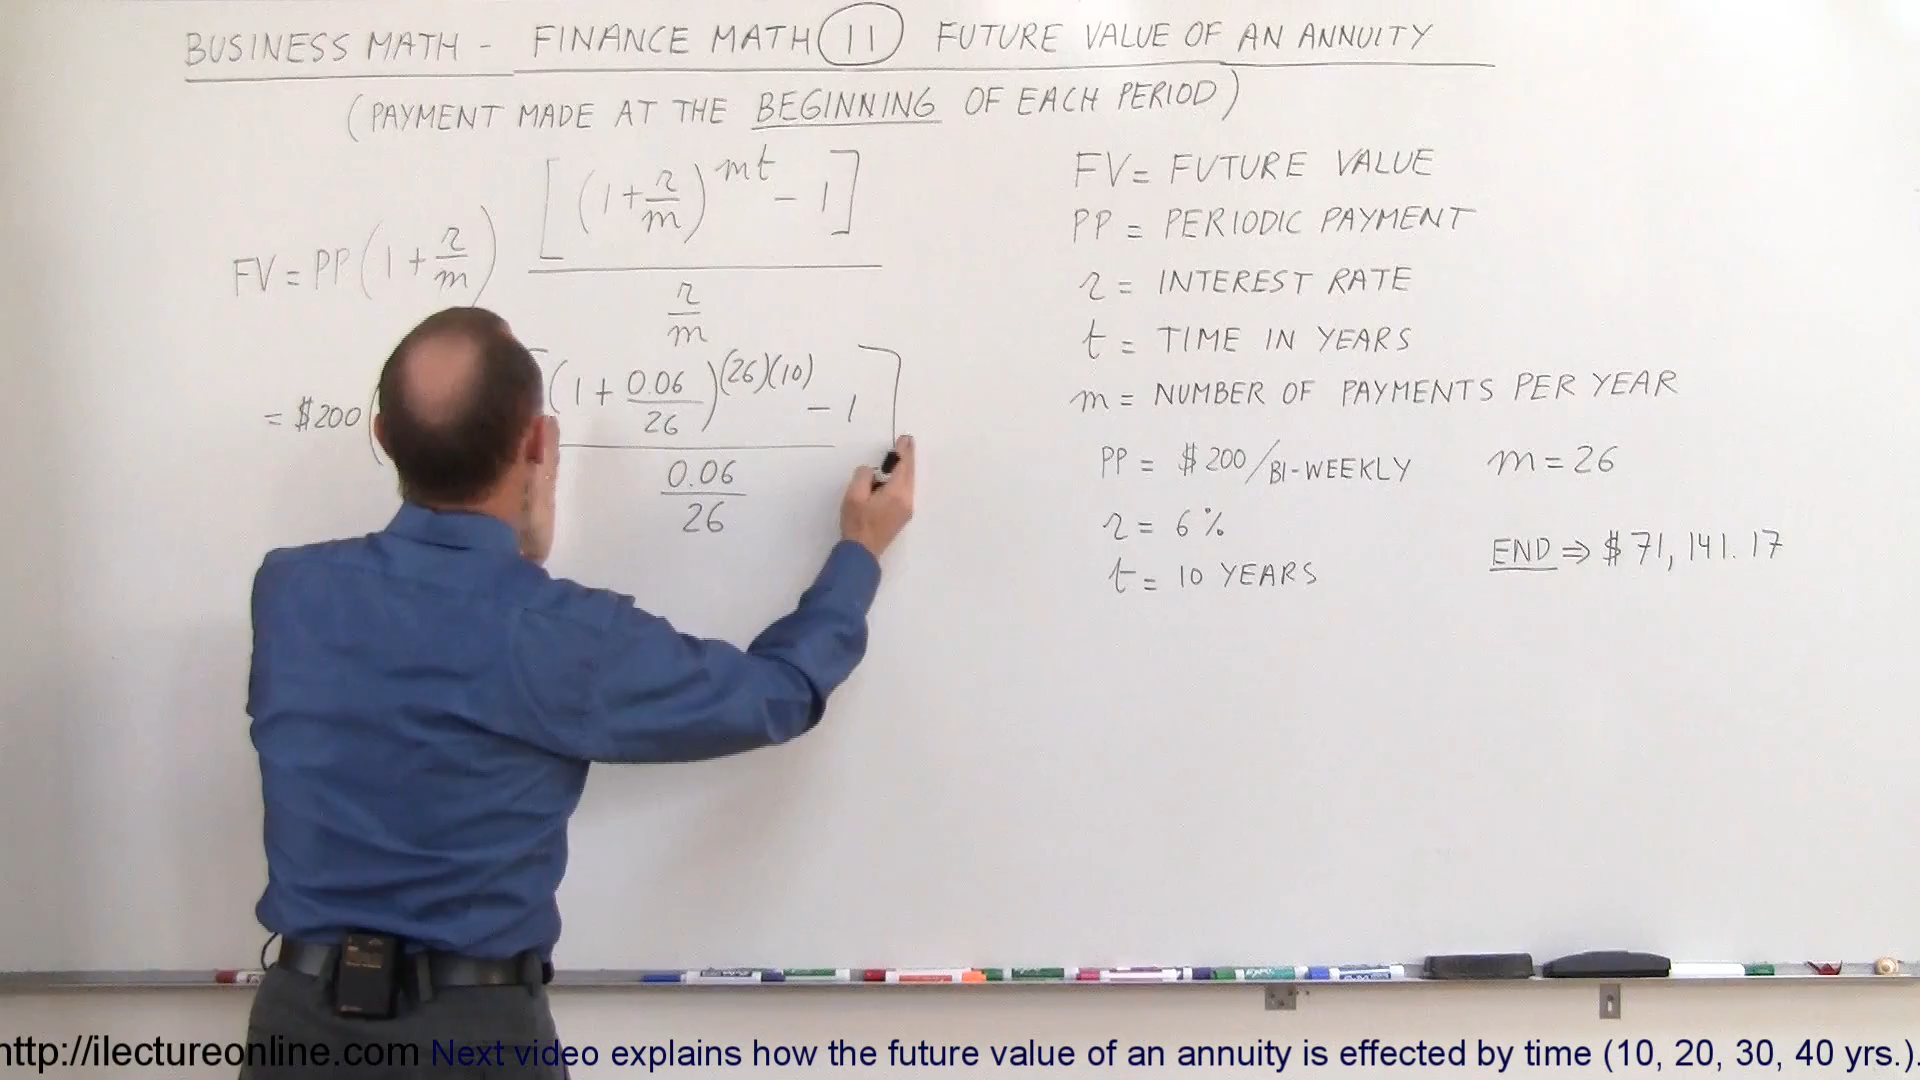 BUSINESS MATH - FINANCE MATH 11 FUTURE VALUE OF AN ANNUITY
(PAYMENT MADE AT THE BEGINNING OF EACH PERIOD)
FV = PP (1 + r/m) [(1 + r/m)^mt - 1] / (r/m)
= $200 ( [(1 + 0.06/26)^(26)(10) - 1] / (0.06/26)
FV = FUTURE VALUE
PP = PERIODIC PAYMENT
r = INTEREST RATE
t = TIME IN YEARS
m = NUMBER OF PAYMENTS PER YEAR
PP = $200/BI-WEEKLY m = 26
r = 6%
t = 10 YEARS
END ⇒ $71,141.17
http://ilectureonline.com Next video explains how the future value of an annuity is effected by time (10, 20, 30, 40 yrs.).